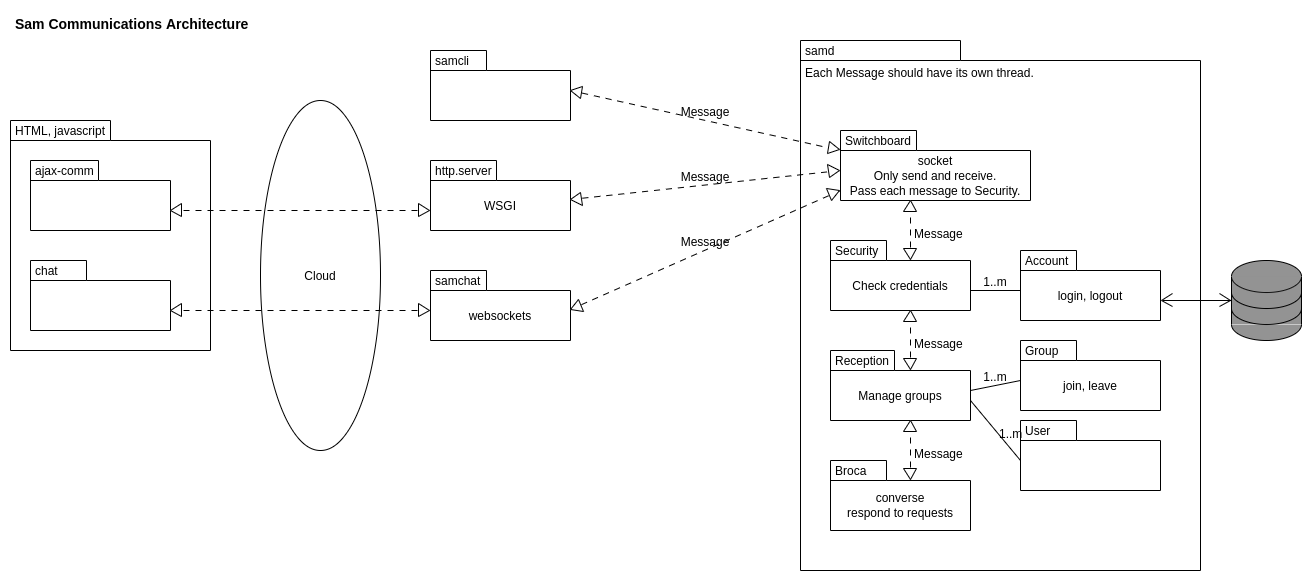 Sam Communications Architecture
HTML, javascript
ajax-comm
chat
Cloud
samcli
http.server
WSGI
samchat
websockets
Message
Message
Message
samd
Each Message should have its own thread.
Switchboard
socket
Only send and receive.
Pass each message to Security.
Message
Security
Check credentials
1..m
Account
login, logout
Message
Reception
Manage groups
1..m
Group
join, leave
1..m
User
Message
Broca
converse
respond to requests